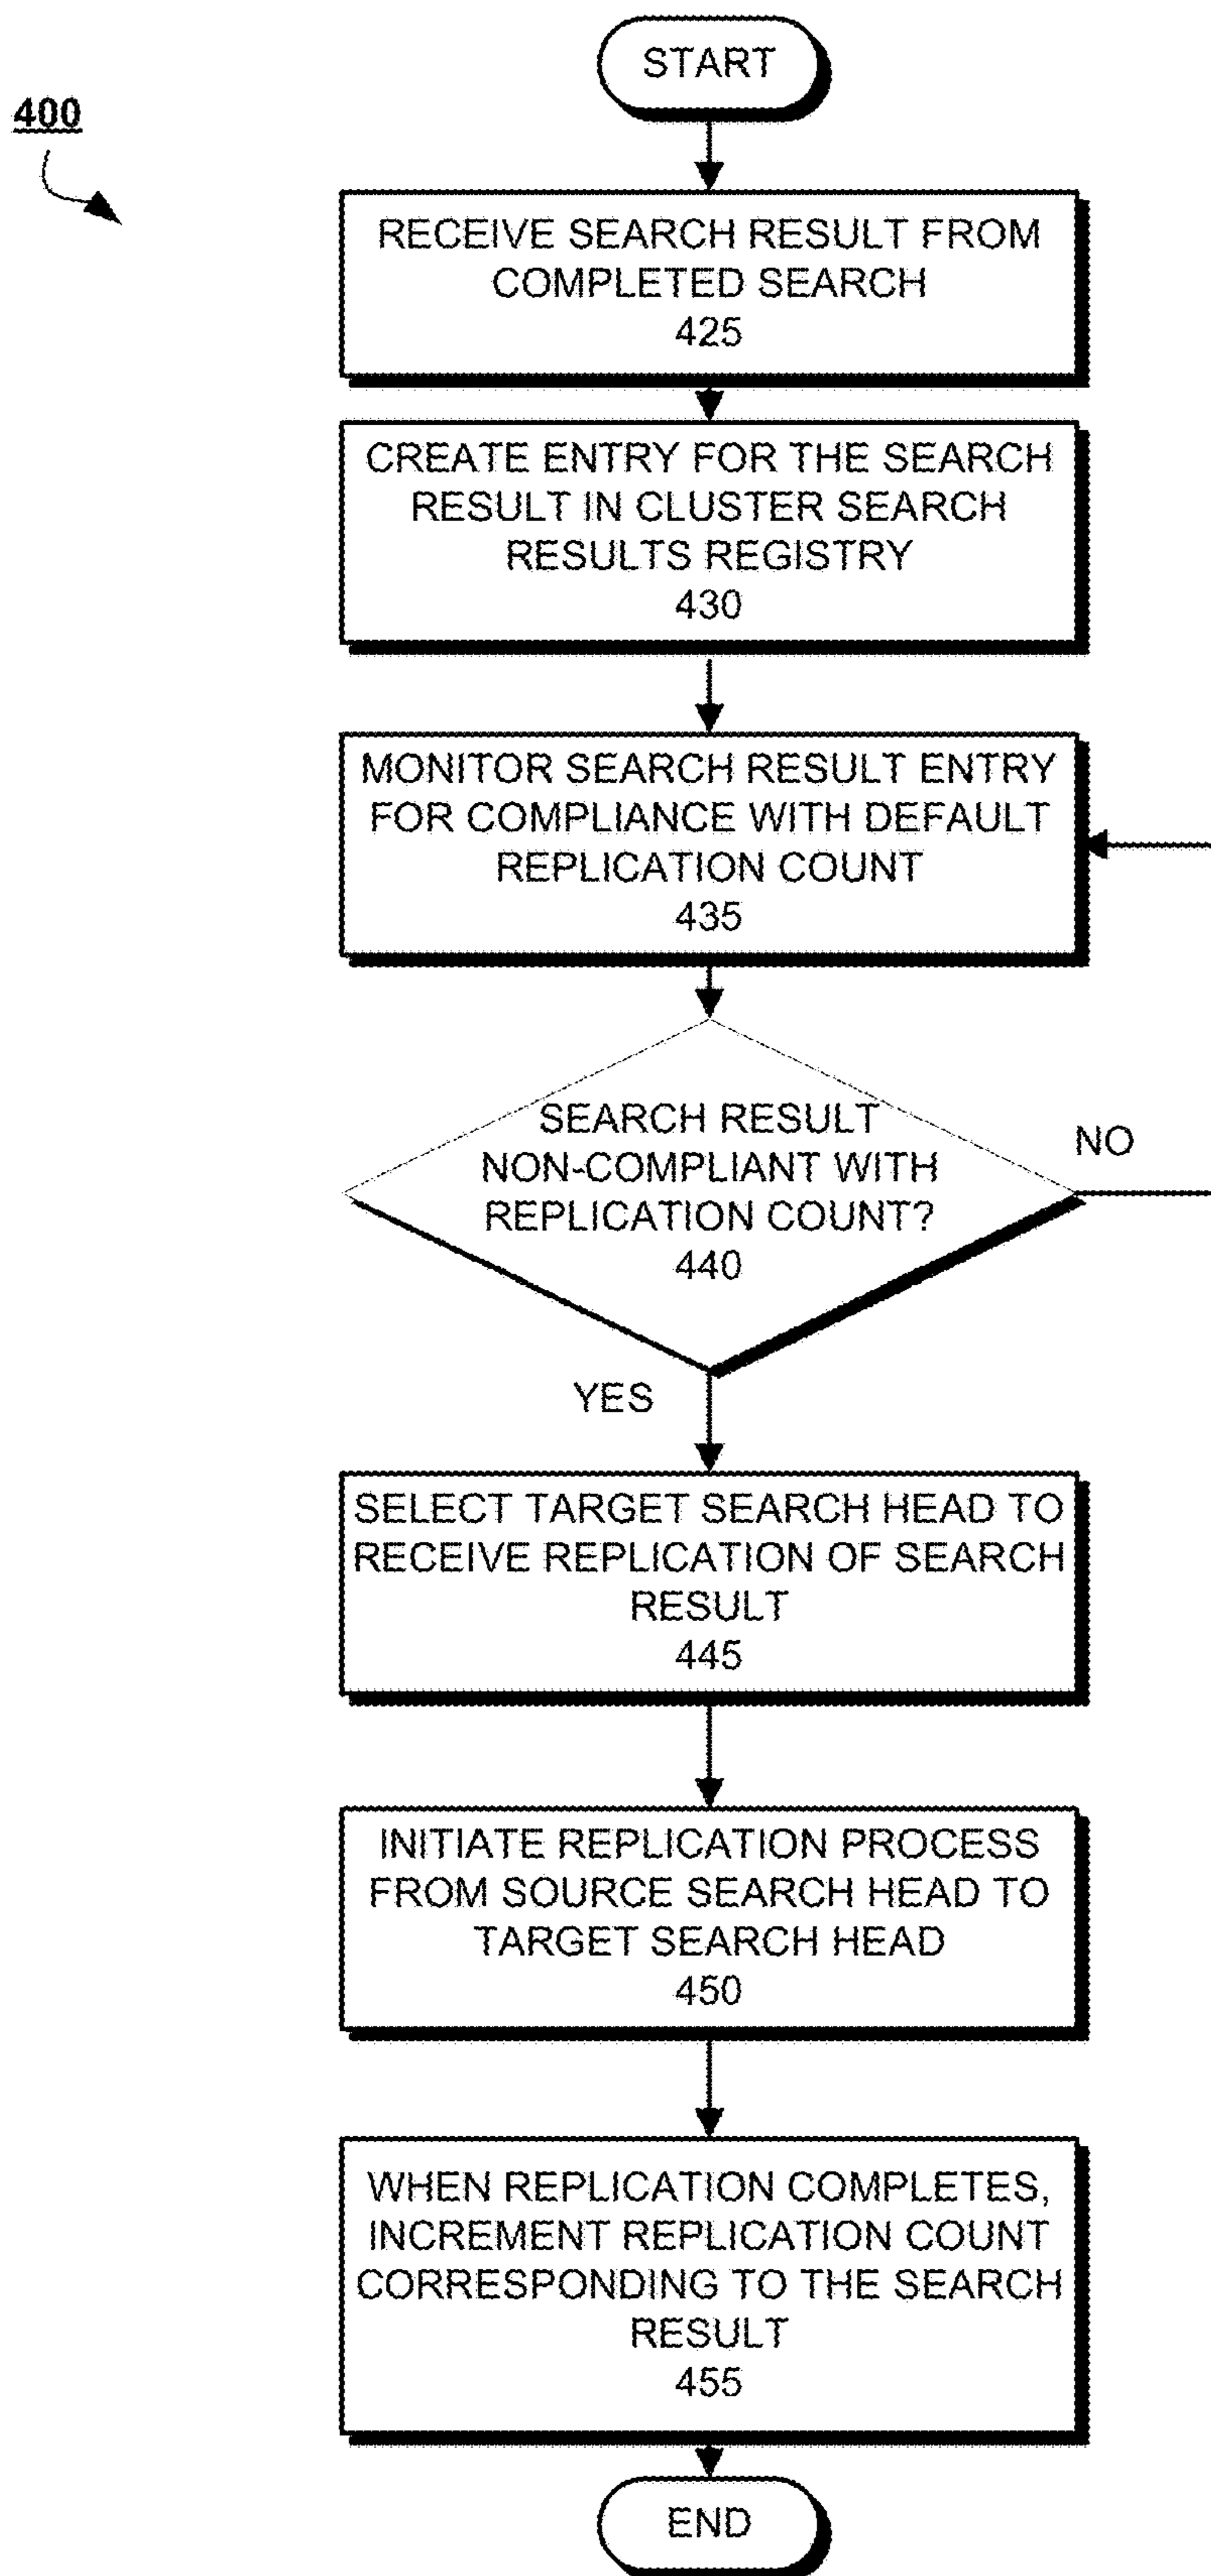 START
400
RECEIVE SEARCH RESULT FROM
COMPLETED SEARCH
425
CREATE ENTRY FOR THE SEARCH
RESULT IN CLUSTER SEARCH
RESULTS REGISTRY
430
MONITOR SEARCH RESULT ENTRY
FOR COMPLIANCE WITH DEFAULT
REPLICATION COUNT
435
SEARCH RESULT
NON-COMPLIANT WITH
REPLICATION COUNT?
440
NO
YES
SELECT TARGET SEARCH HEAD TO
RECEIVE REPLICATION OF SEARCH
RESULT
445
INITIATE REPLICATION PROCESS
FROM SOURCE SEARCH HEAD TO
TARGET SEARCH HEAD
450
WHEN REPLICATION COMPLETES,
INCREMENT REPLICATION COUNT
CORRESPONDING TO THE SEARCH
RESULT
455
END